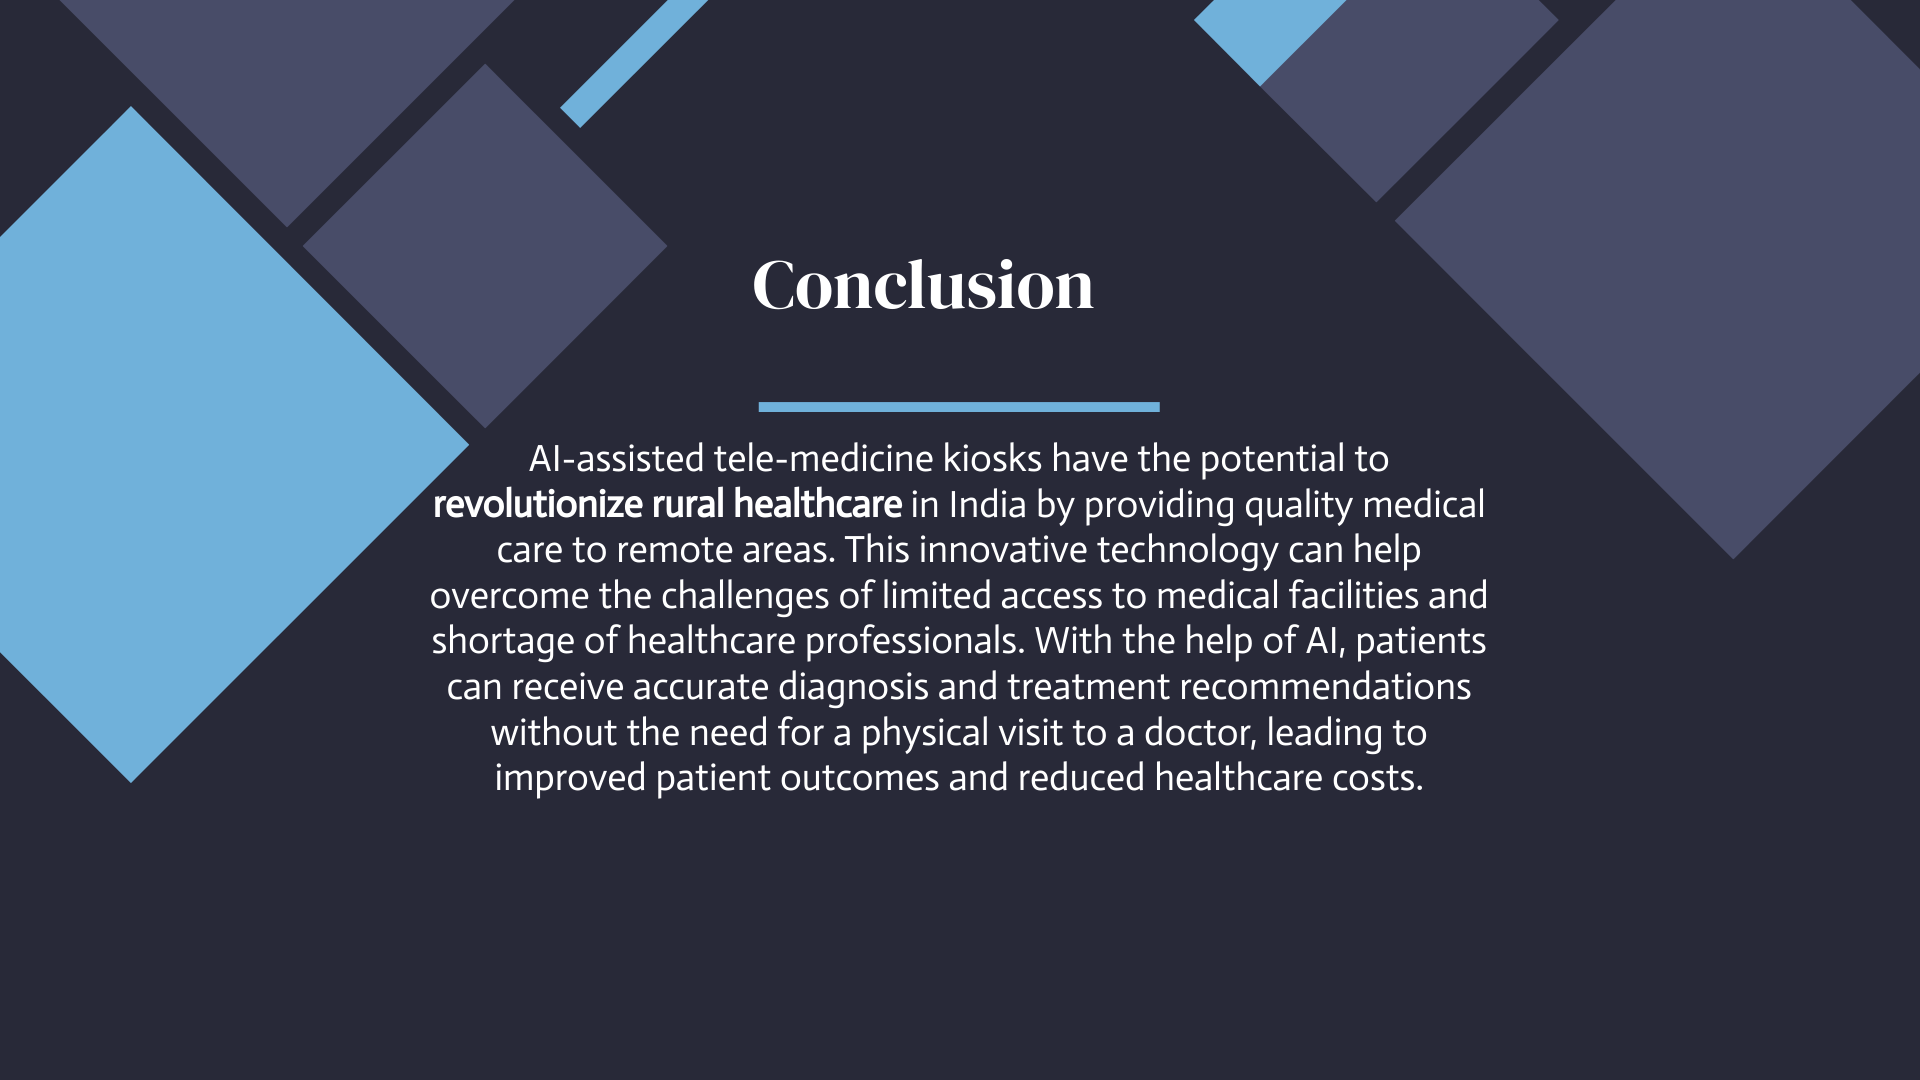 Conclusion
AI-assisted tele-medicine kiosks have the potential to
revolutionize rural healthcare in India by providing quality medical
care to remote areas. This innovative technology can help
overcome the challenges of limited access to medical facilities and
shortage of healthcare professionals. With the help of AI, patients
can receive accurate diagnosis and treatment recommendations
without the need for a physical visit to a doctor, leading to
improved patient outcomes and reduced healthcare costs.